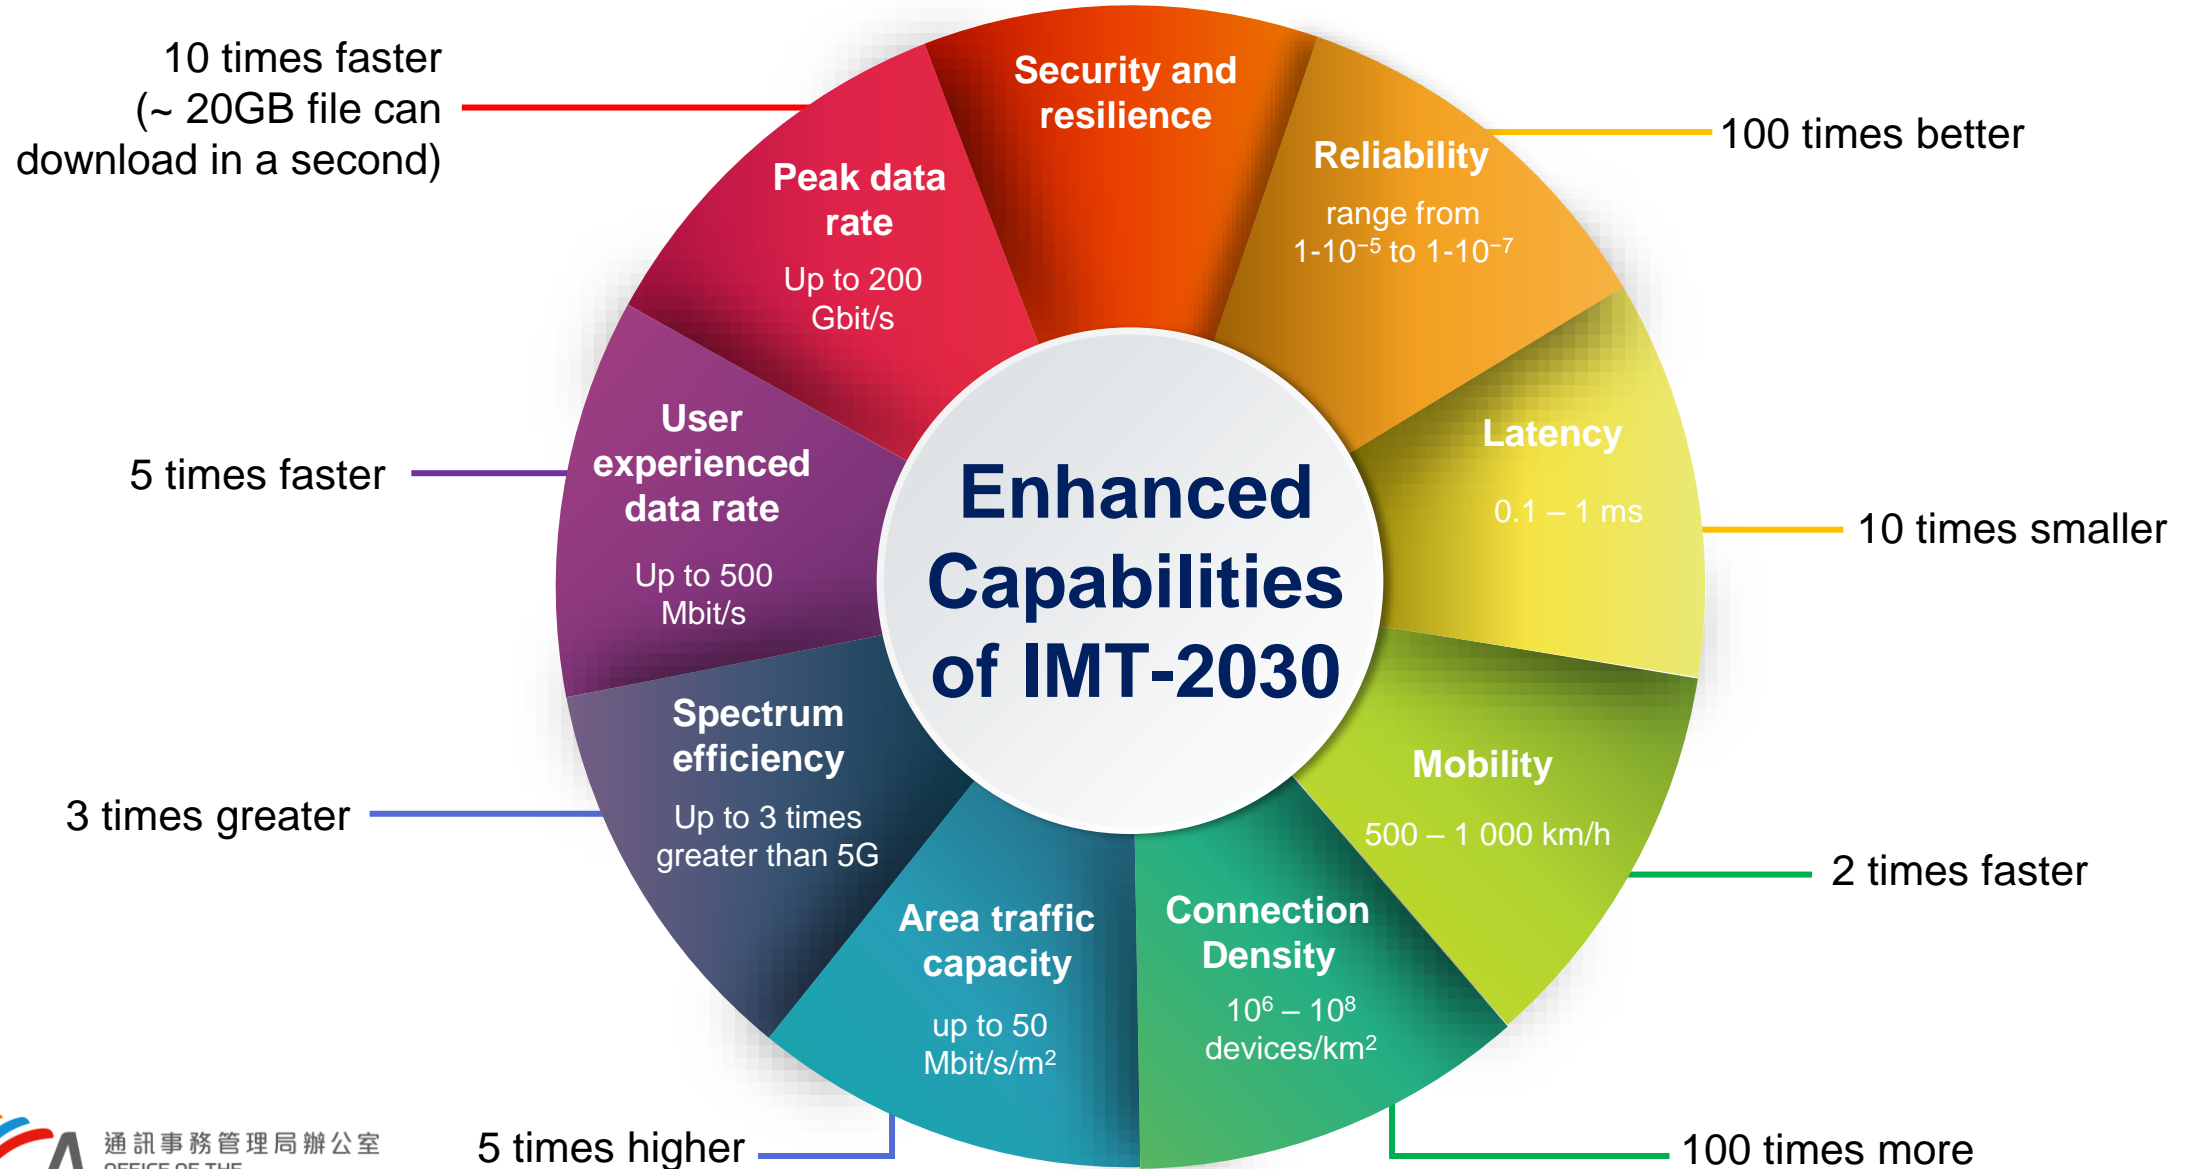 10 times faster
(~ 20GB file can
download in a second)
Security and
resilience
Reliability
range from
1-10⁻⁵ to 1-10⁻⁷
100 times better
Peak data
rate
Up to 200
Gbit/s
User
experienced
data rate
Up to 500
Mbit/s
5 times faster
Latency
0.1 – 1 ms
10 times smaller
Enhanced
Capabilities
of IMT-2030
Spectrum
efficiency
Up to 3 times
greater than 5G
3 times greater
Mobility
500 – 1 000 km/h
2 times faster
Area traffic
capacity
up to 50
Mbit/s/m²
5 times higher
Connection
Density
10⁶ – 10⁸
devices/km²
100 times more
通訊事務管理局辦公室
OFFICE OF THE